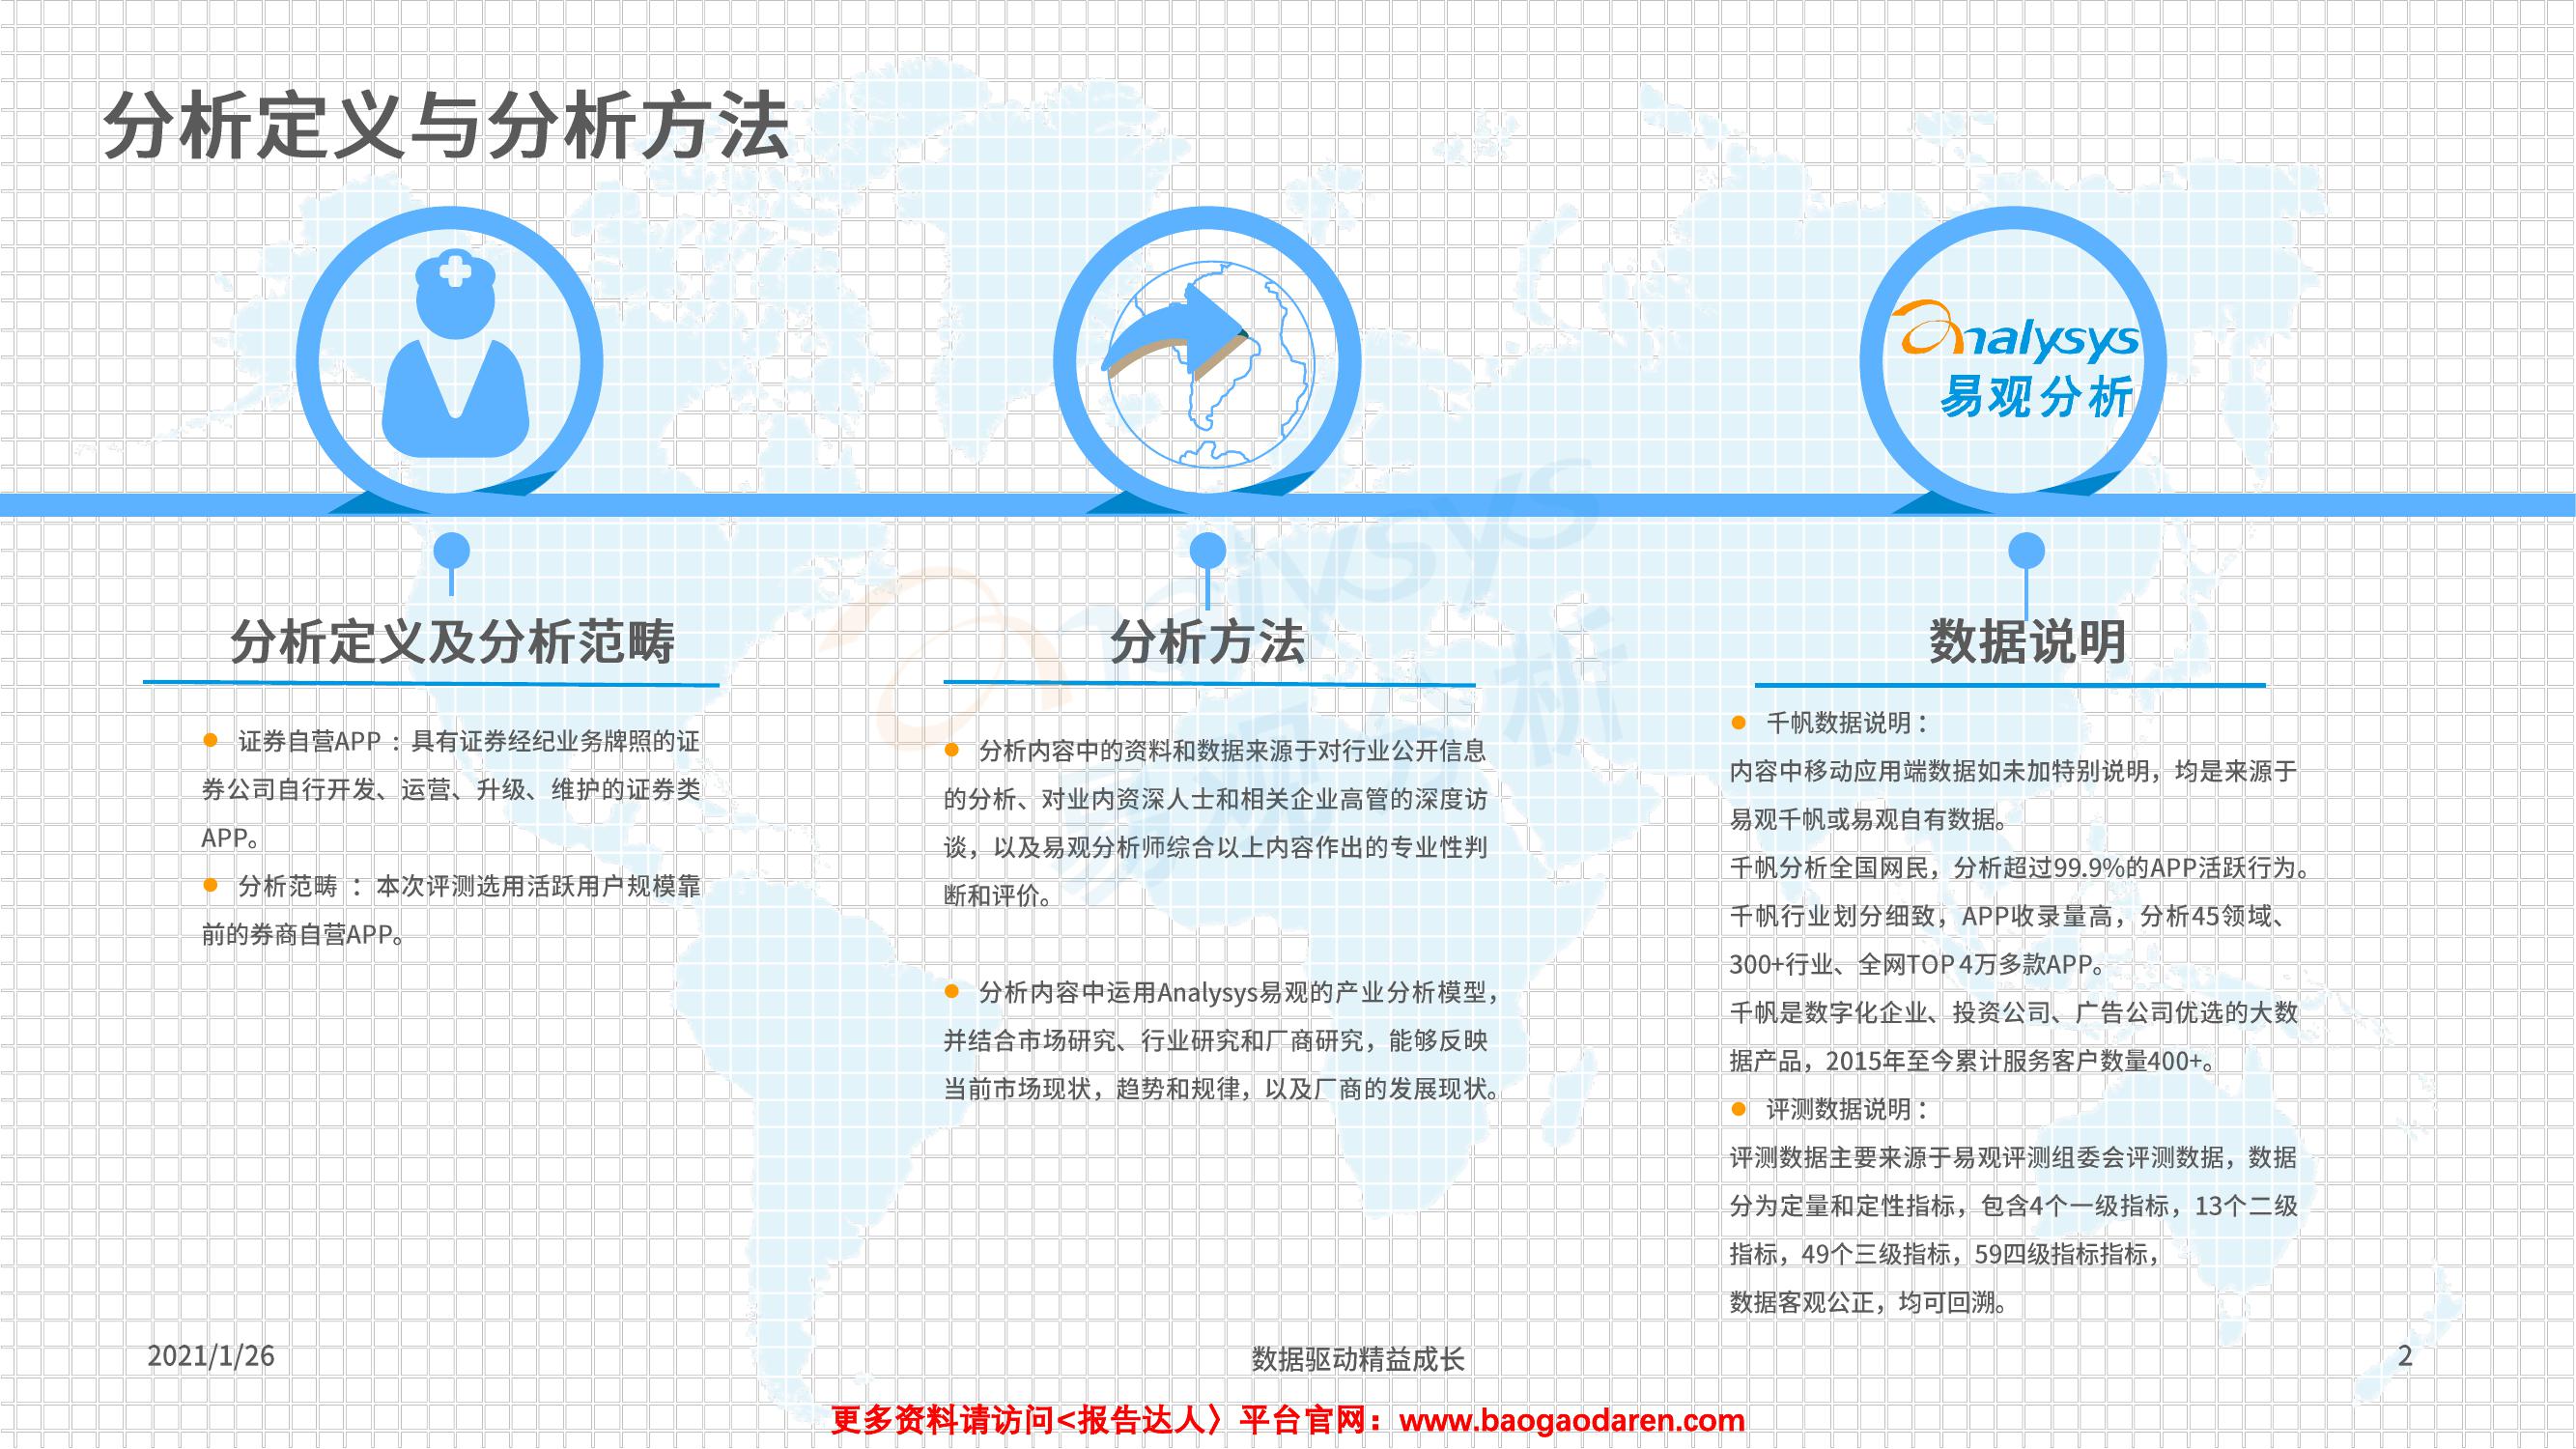 分析定义与分析方法
analysys
易观分析
分析定义及分析范畴
证券自营APP ：具有证券经纪业务牌照的证
券公司自行开发、运营、升级、维护的证券类
APP。
分析范畴 ：本次评测选用活跃用户规模靠
前的券商自营APP。
分析方法
分析内容中的资料和数据来源于对行业公开信息
的分析、对业内资深人士和相关企业高管的深度访
谈，以及易观分析师综合以上内容作出的专业性判
断和评价。
分析内容中运用Analysys易观的产业分析模型，
并结合市场研究、行业研究和厂商研究，能够反映
当前市场现状，趋势和规律，以及厂商的发展现状。
数据说明
千帆数据说明：
内容中移动应用端数据如未加特别说明，均是来源于
易观千帆或易观自有数据。
千帆分析全国网民，分析超过99.9%的APP活跃行为。
千帆行业划分细致，APP收录量高，分析45领域、
300+行业、全网TOP 4万多款APP。
千帆是数字化企业、投资公司、广告公司优选的大数
据产品，2015年至今累计服务客户数量400+。
评测数据说明：
评测数据主要来源于易观评测组委会评测数据，数据
分为定量和定性指标，包含4个一级指标，13个二级
指标，49个三级指标，59四级指标指标，
数据客观公正，均可回溯。
analysys
易观分析
2021/1/26
数据驱动精益成长
2
更多资料请访问<报告达人〉平台官网：www.baogaodaren.com